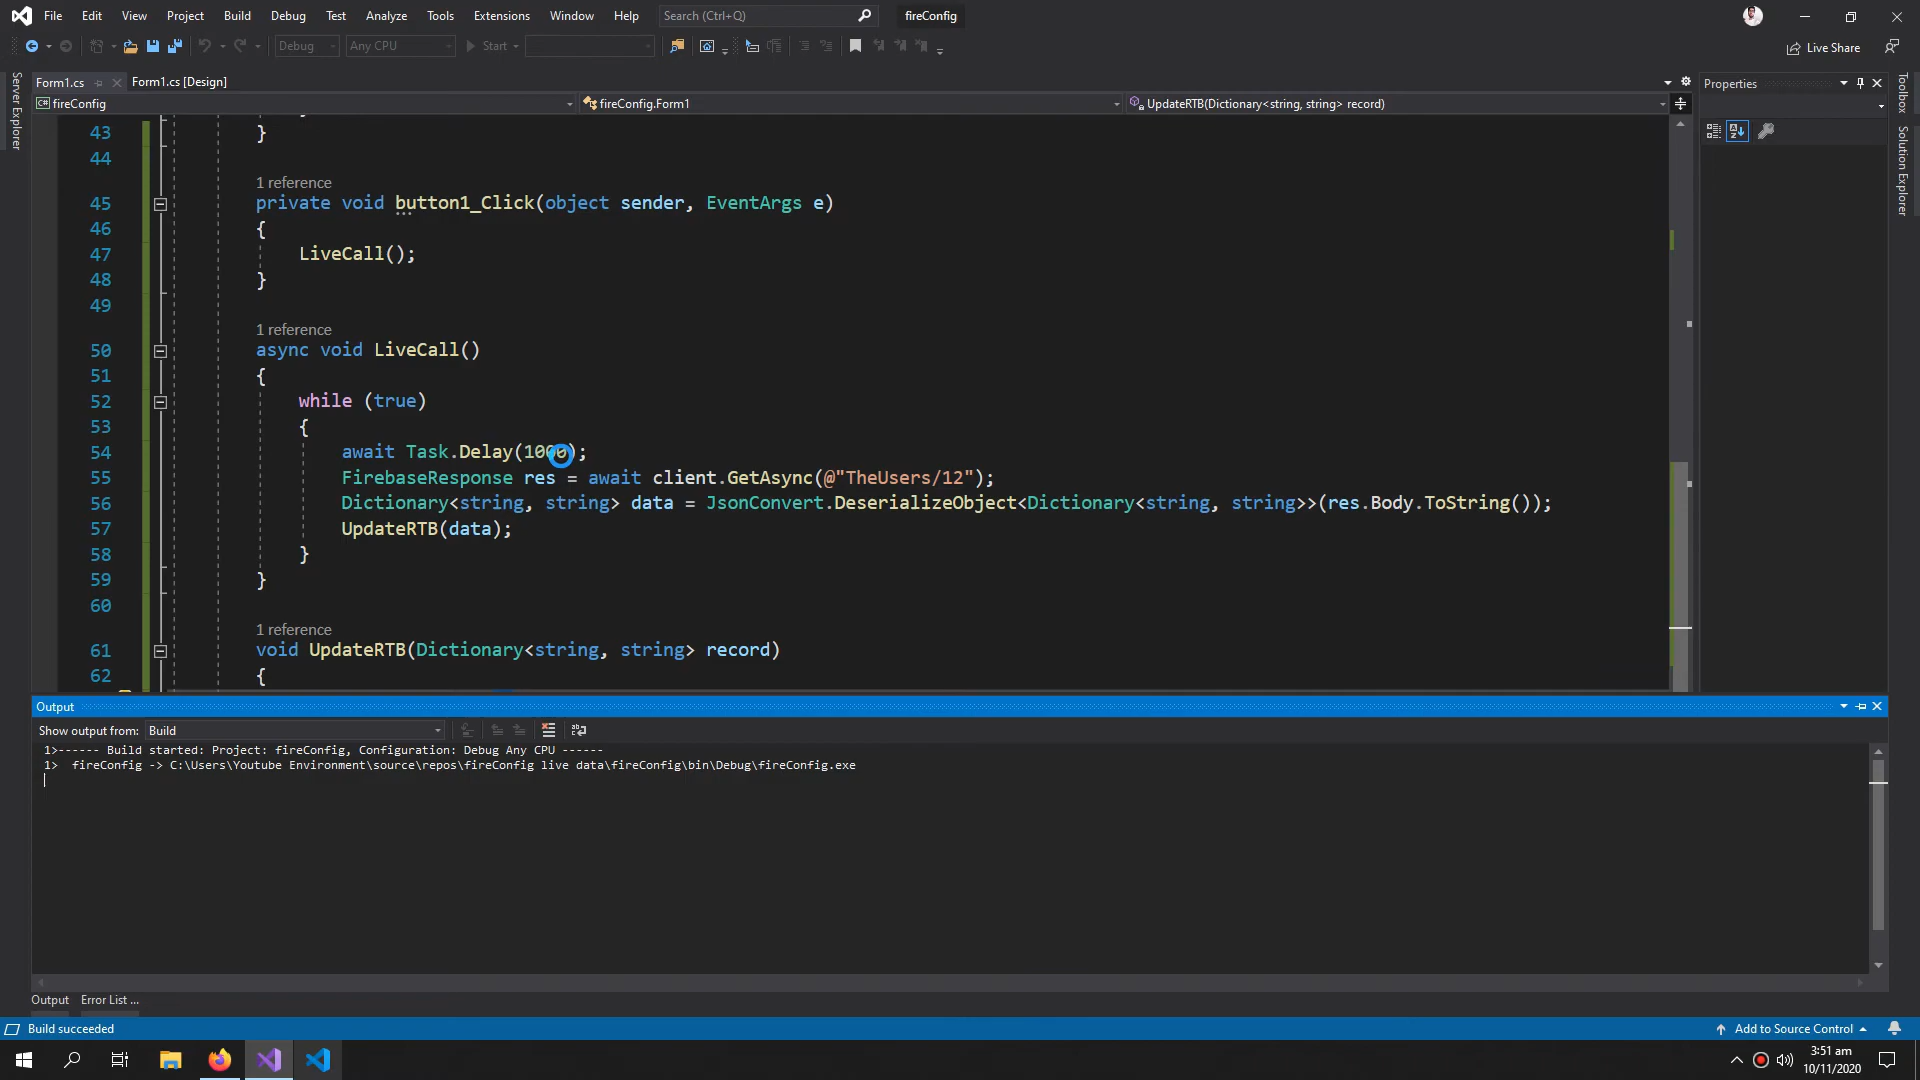 File Edit View Project Build Debug Test Analyze Tools Extensions Window Help Search (Ctrl+Q) fireConfig
Debug Any CPU Start Live Share
Server Explorer
Form1.cs Form1.cs [Design] Properties
C# fireConfig fireConfig.Form1 UpdateRTB(Dictionary<string, string> record)
Toolbox
Solution Explorer
43 }
44
1 reference
45 private void button1_Click(object sender, EventArgs e)
46 {
47 LiveCall();
48 }
49
1 reference
50 async void LiveCall()
51 {
52 while (true)
53 {
54 await Task.Delay(1000);
55 FirebaseResponse res = await client.GetAsync(@"TheUsers/12");
56 Dictionary<string, string> data = JsonConvert.DeserializeObject<Dictionary<string, string>>(res.Body.ToString());
57 UpdateRTB(data);
58 }
59 }
60
1 reference
61 void UpdateRTB(Dictionary<string, string> record)
62 {
Output
Show output from: Build
1>------ Build started: Project: fireConfig, Configuration: Debug Any CPU ------
1> fireConfig -> C:\Users\Youtube Environment\source\repos\fireConfig live data\fireConfig\bin\Debug\fireConfig.exe
Output Error List ...
Build succeeded Add to Source Control
3:51 am
10/11/2020